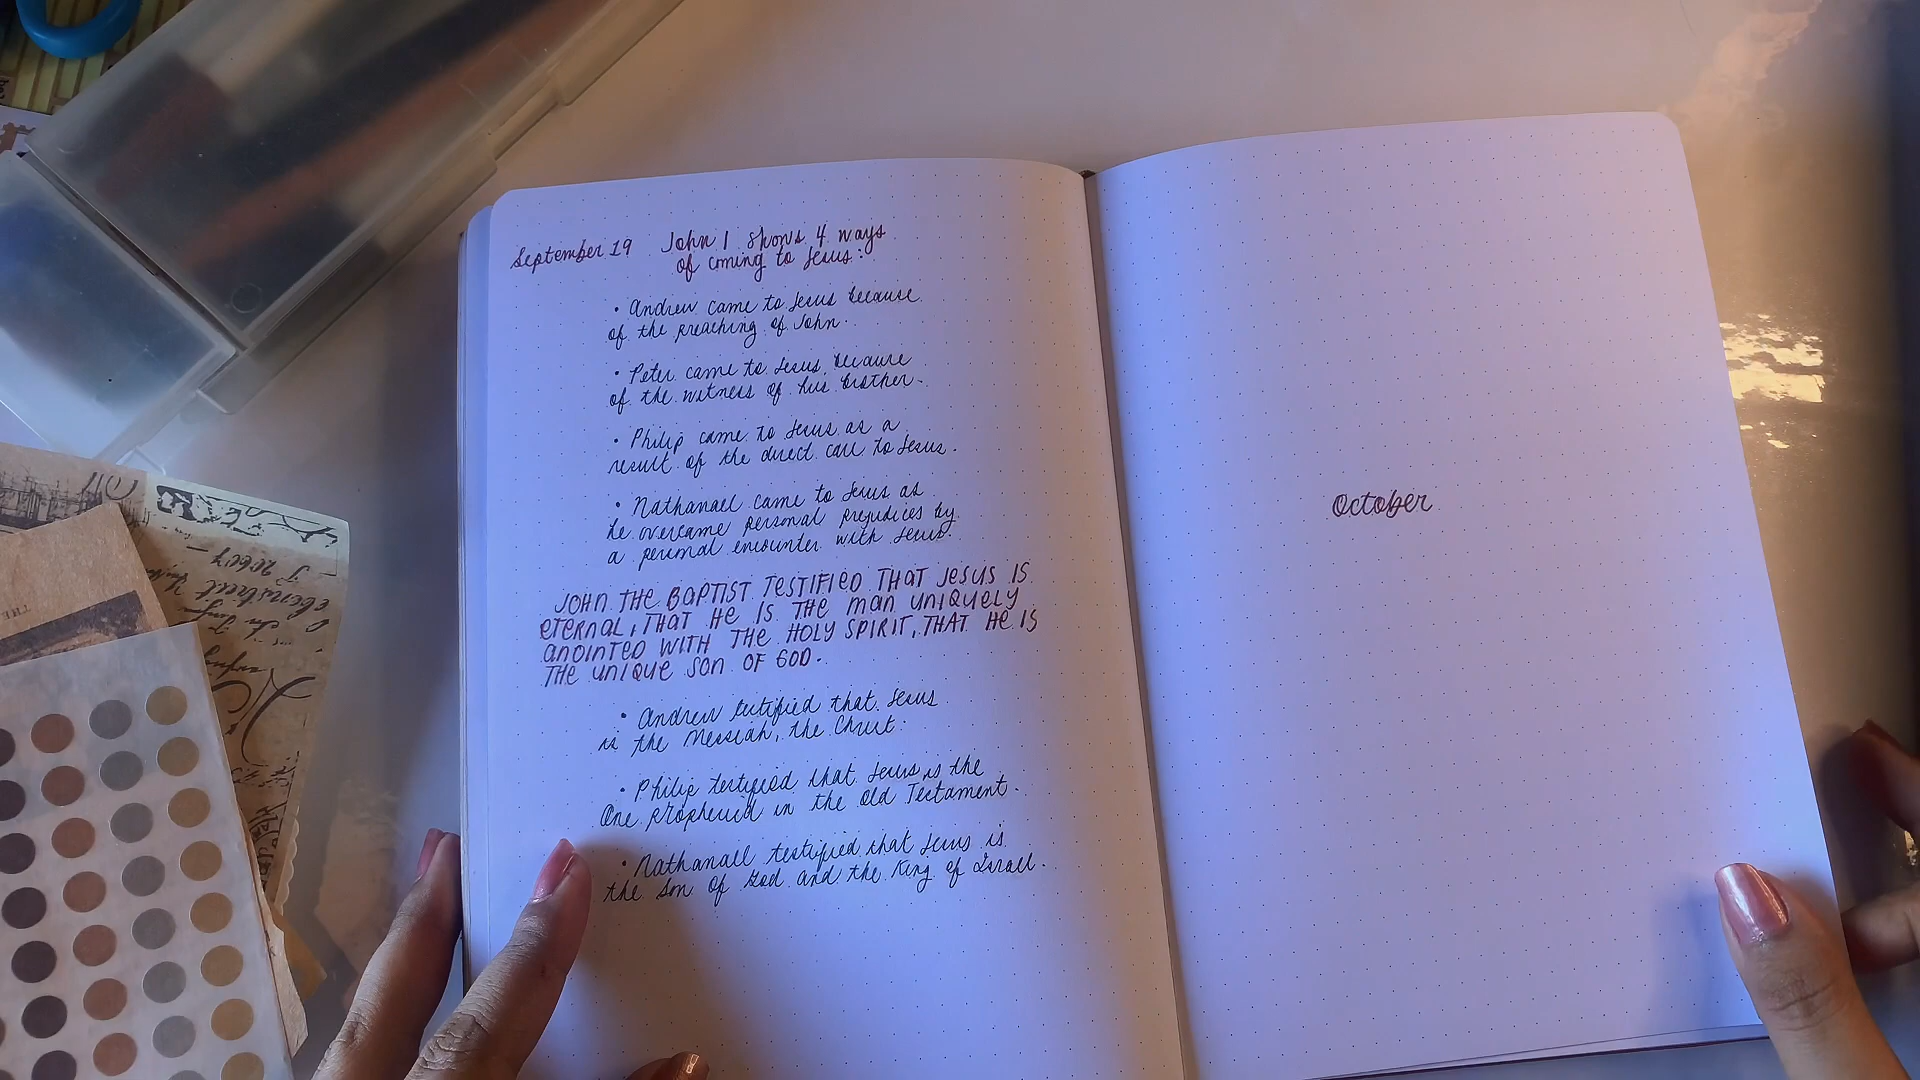 September 19 John 1 shows 4 ways
of coming to Jesus:
• Andrew came to Jesus because
of the preaching of John.
• Peter came to Jesus because
of the witness of his brother.
• Philip came to Jesus as a
result of the direct call to Jesus.
• Nathanael came to Jesus as
he overcame personal prejudices by
a personal encounter with Jesus.
JOHN THE BAPTIST TESTIFIED THAT JESUS IS
ETERNAL, THAT HE IS THE MAN UNIQUELY
ANOINTED WITH THE HOLY SPIRIT, THAT HE IS
THE UNIQUE SON OF GOD.
• Andrew testified that Jesus
is the Messiah, the Christ.
• Philip testified that Jesus is the
One prophesied in the Old Testament.
• Nathanael testified that Jesus is
the Son Of God and the King of Israel.
October
THE